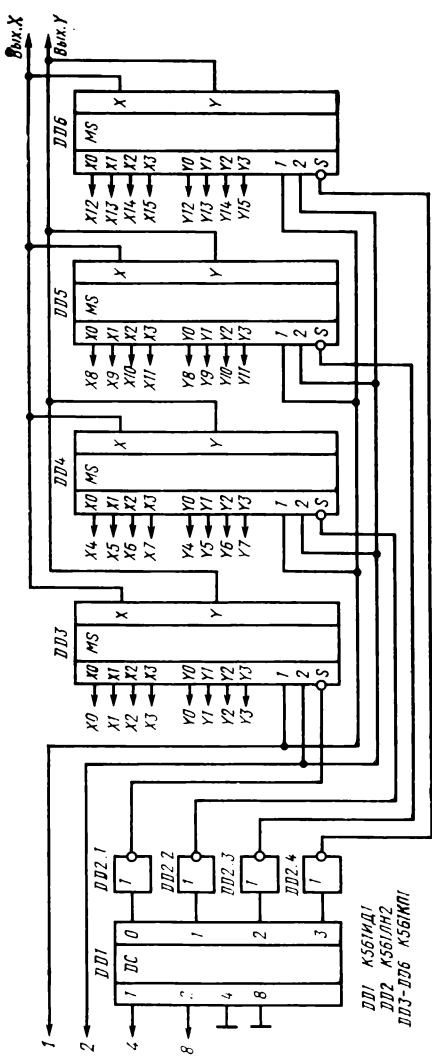 Вых.X
Вых.Y
DD6
MS
X
Y
X0
X1
X2
X3
Y0
Y1
Y2
Y3
1
2
S
X12
X13
X14
X15
Y12
Y13
Y14
Y15
DD5
MS
X
Y
X0
X1
X2
X3
Y0
Y1
Y2
Y3
1
2
S
X8
X9
X10
X11
Y8
Y9
Y10
Y11
DD4
MS
X
Y
X0
X1
X2
X3
Y0
Y1
Y2
Y3
1
2
S
X4
X5
X6
X7
Y4
Y5
Y6
Y7
DD3
MS
X
Y
X0
X1
X2
X3
Y0
Y1
Y2
Y3
1
2
S
X0
X1
X2
X3
Y0
Y1
Y2
Y3
DD2.1
1
DD2.2
1
DD2.3
1
DD2.4
1
DD1
DC
0
1
2
3
1
2
4
8
1
2
4
8
DD1 К561ИД1
DD2 К561ЛН2
DD3-DD6 К561КП1